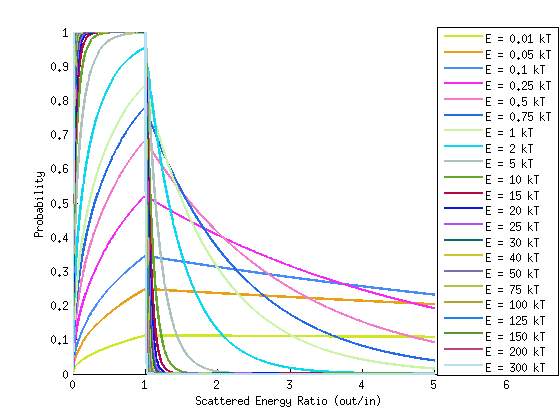 1
0.9
0.8
0.7
0.6
0.5
0.4
0.3
0.2
0.1
0
Probability
0
1
2
3
4
5
6
Scattered Energy Ratio (out/in)
E = 0.01 kT
E = 0.05 kT
E = 0.1 kT
E = 0.25 kT
E = 0.5 kT
E = 0.75 kT
E = 1 kT
E = 2 kT
E = 5 kT
E = 10 kT
E = 15 kT
E = 20 kT
E = 25 kT
E = 30 kT
E = 40 kT
E = 50 kT
E = 75 kT
E = 100 kT
E = 125 kT
E = 150 kT
E = 200 kT
E = 300 kT